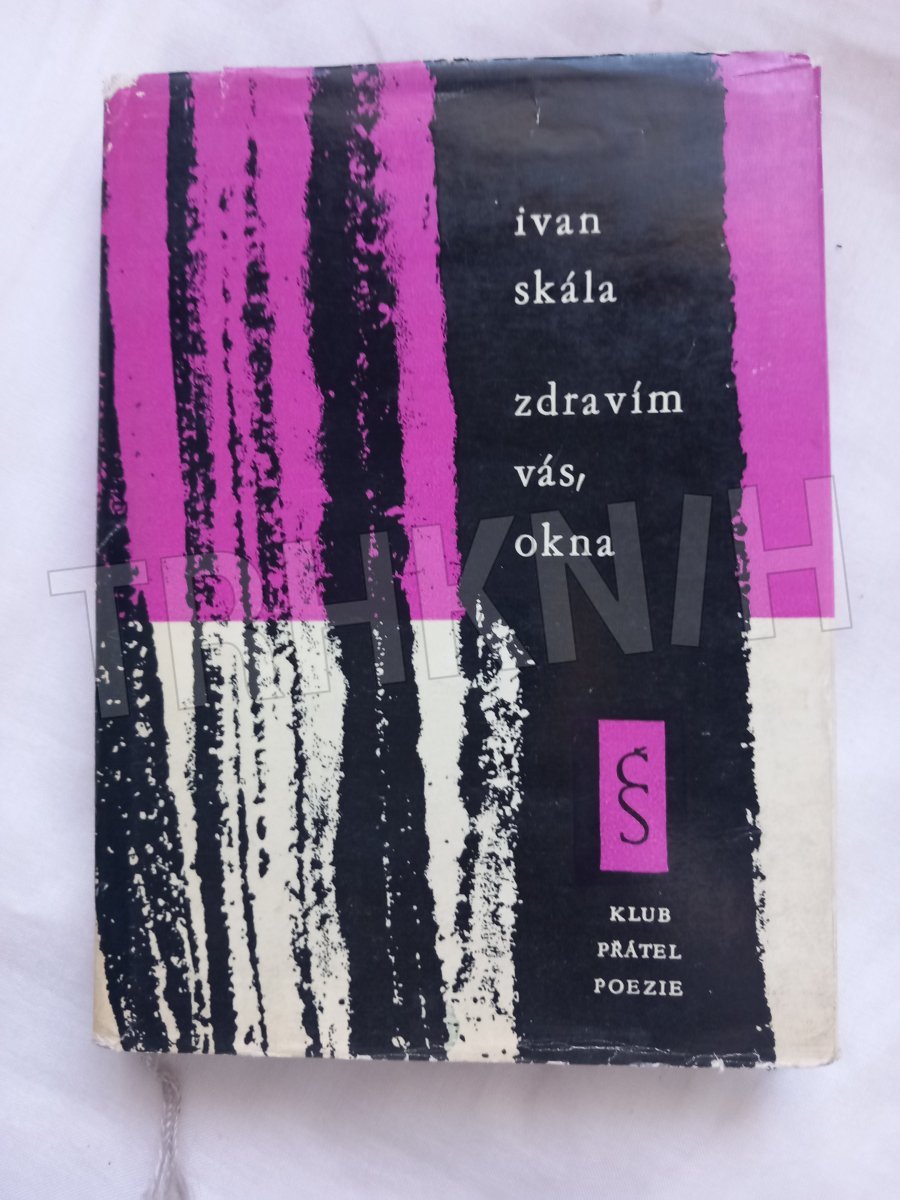 ivan
skála
zdravím
vás,
okna
TRHKNIH
ČS
KLUB
PŘÁTEL
POEZIE